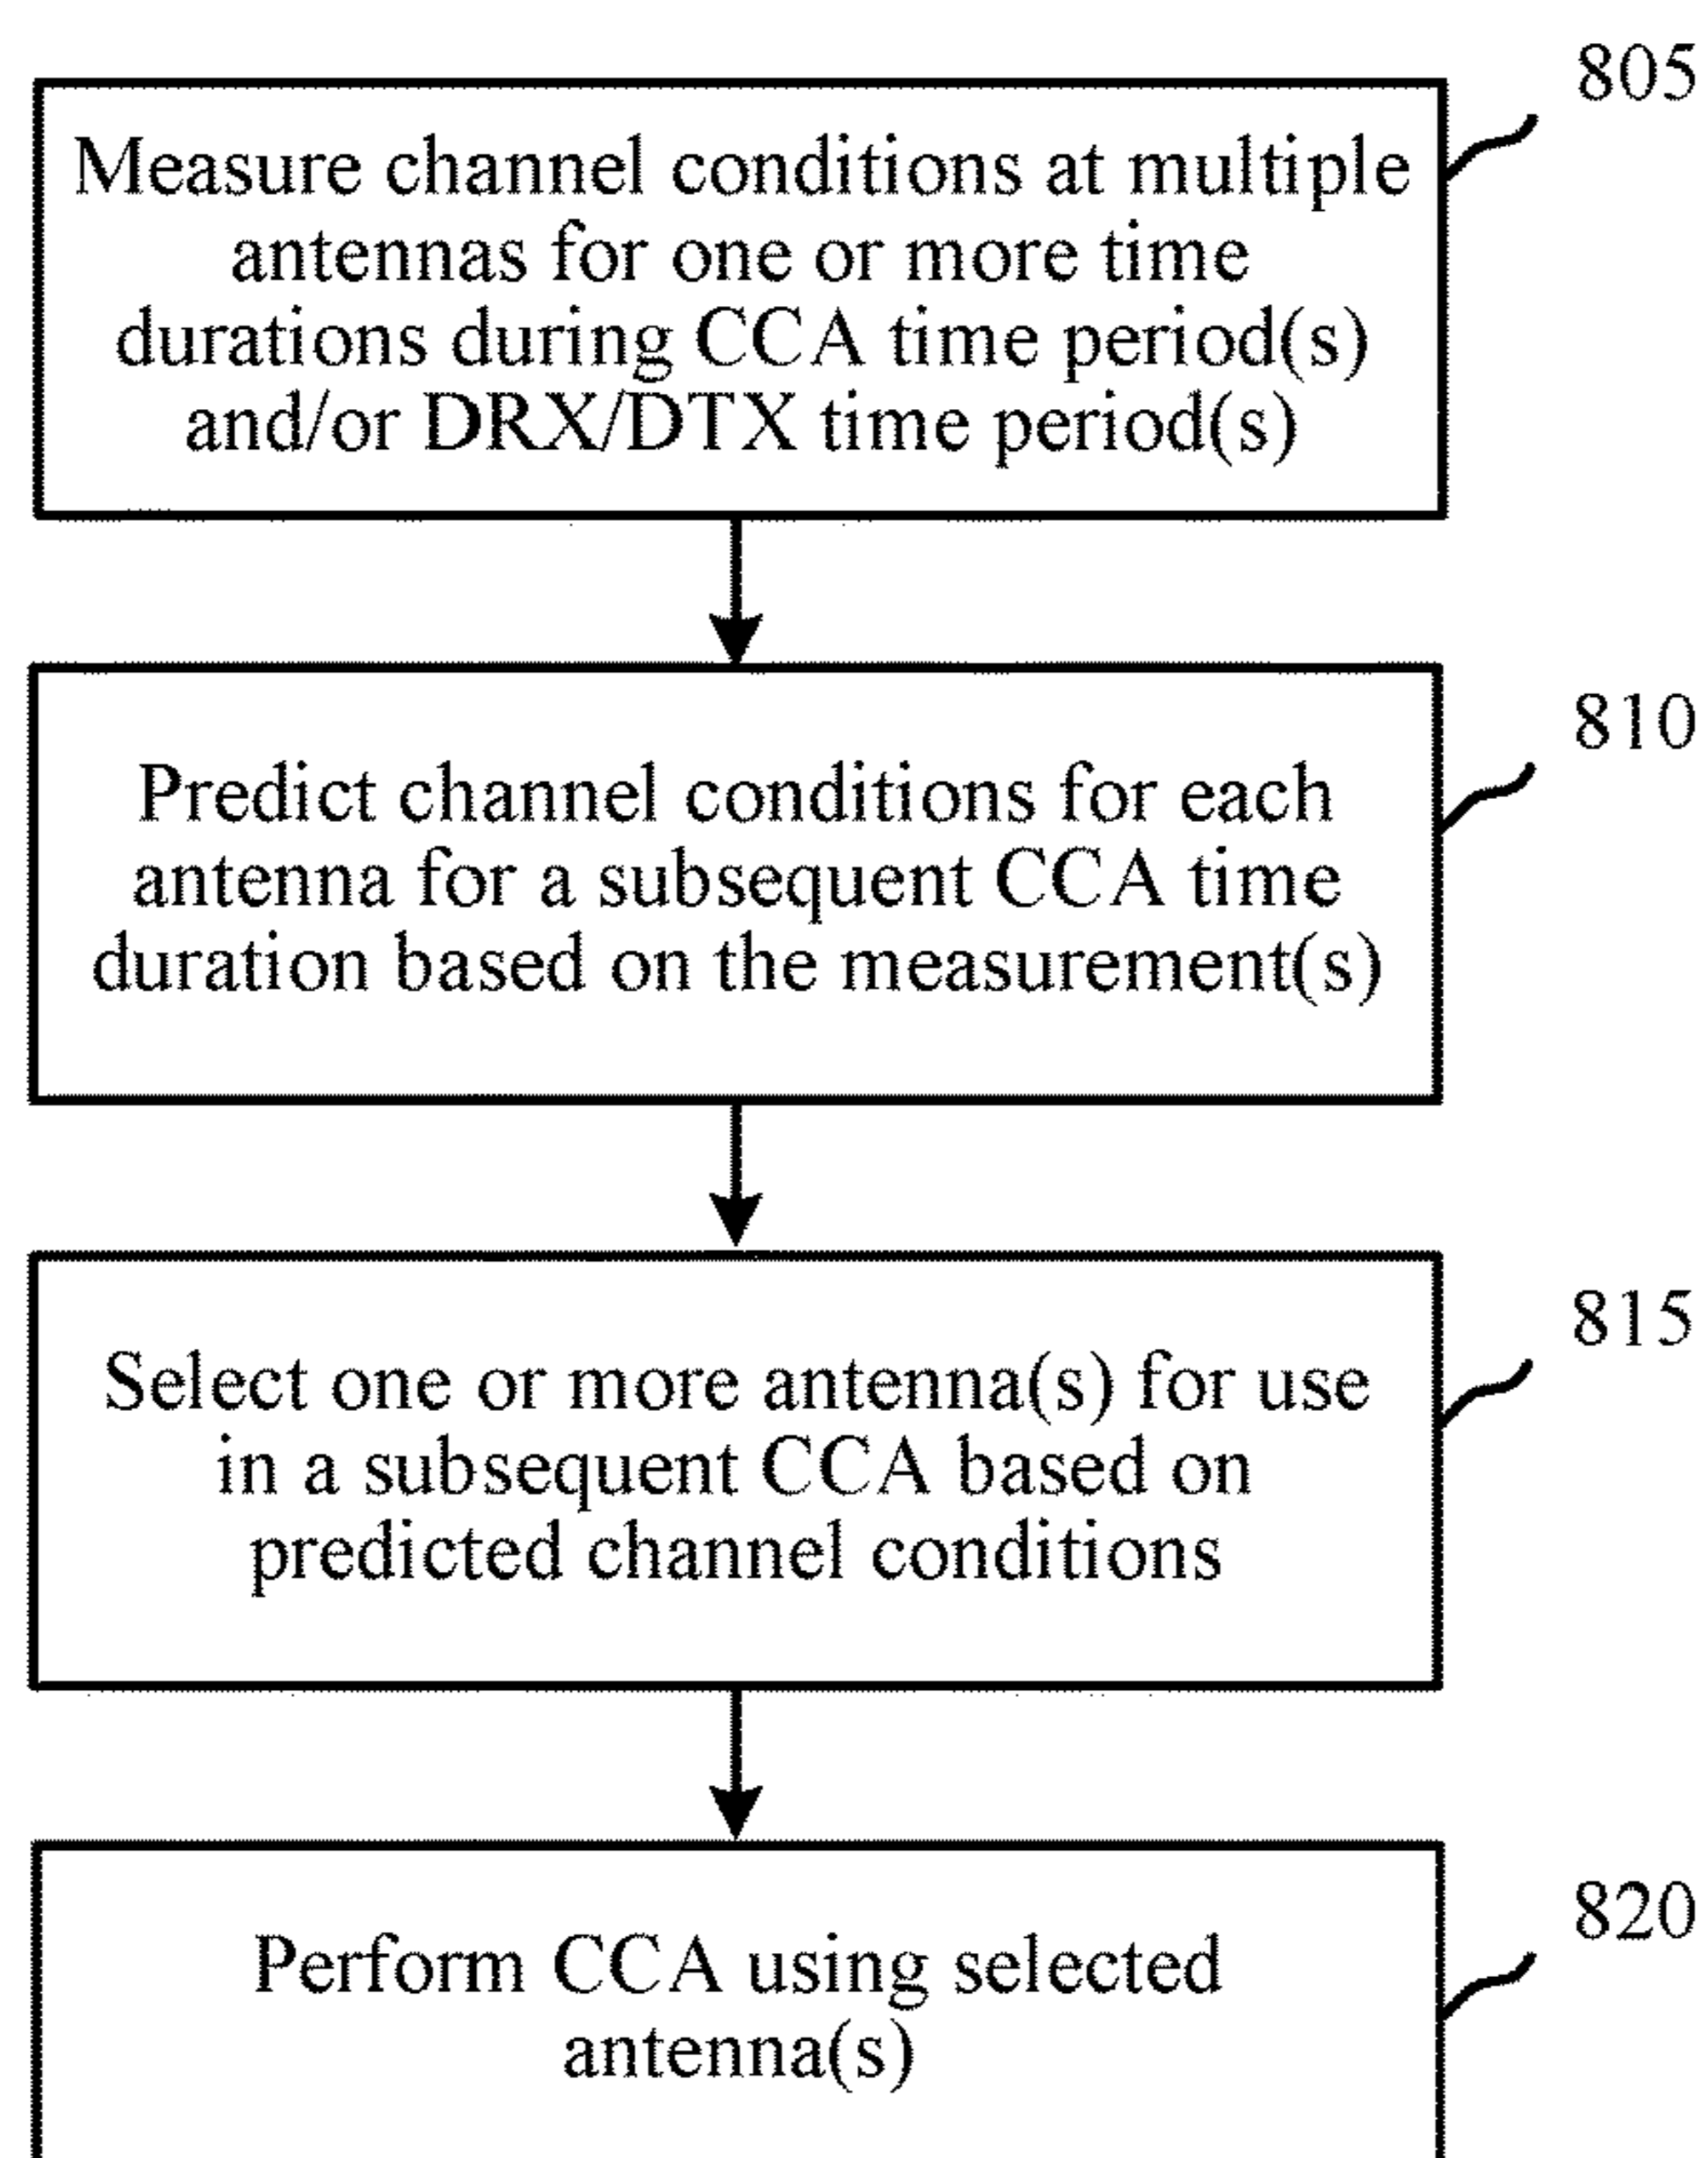 805
Measure channel conditions at multiple
antennas for one or more time
durations during CCA time period(s)
and/or DRX/DTX time period(s)
810
Predict channel conditions for each
antenna for a subsequent CCA time
duration based on the measurement(s)
815
Select one or more antenna(s) for use
in a subsequent CCA based on
predicted channel conditions
820
Perform CCA using selected
antenna(s)